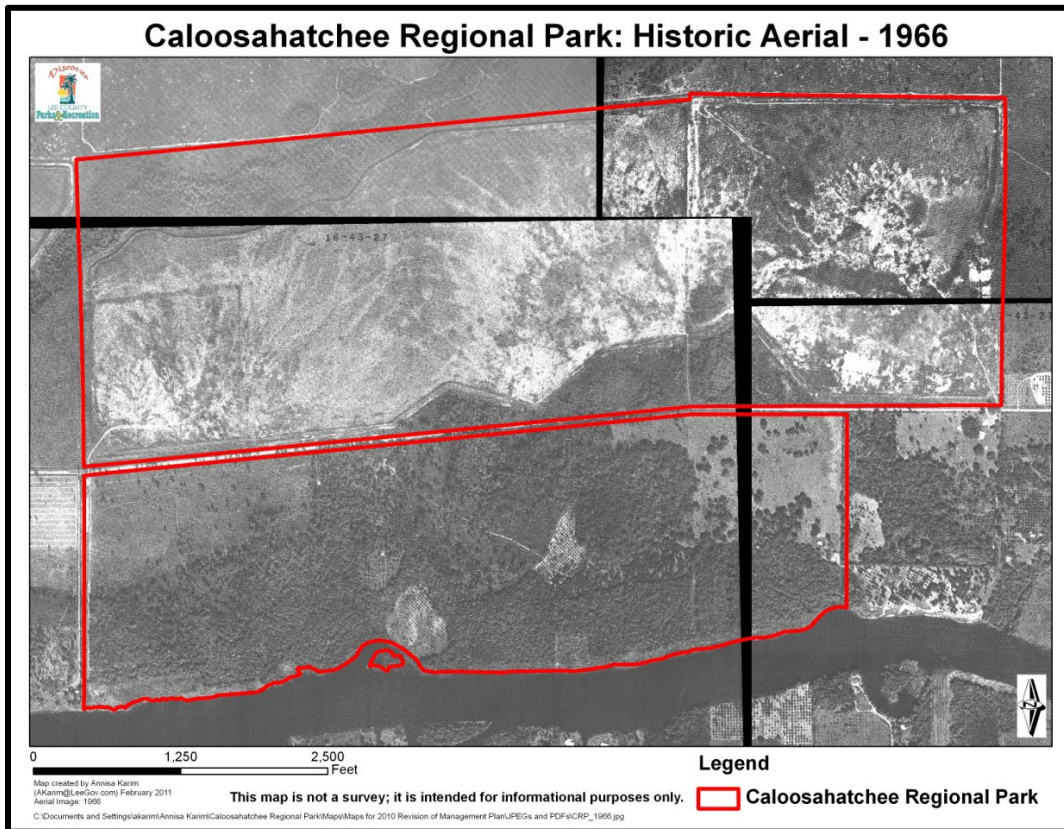 Caloosahatchee Regional Park: Historic Aerial - 1966
Discover
LEE COUNTY
Parks & Recreation
16-43-27
-43-27
0 1,250 2,500
Feet
Map created by Annisa Karim
(AKarim@LeeGov.com) February 2011
Aerial Image: 1966
This map is not a survey; it is intended for informational purposes only.
Legend
Caloosahatchee Regional Park
C:\Documents and Settings\akarim\Annisa Karim\Caloosahatchee Regional Park\Maps\Maps for 2010 Revision of Management Plan\JPEGs and PDFs\CRP_1966.jpg